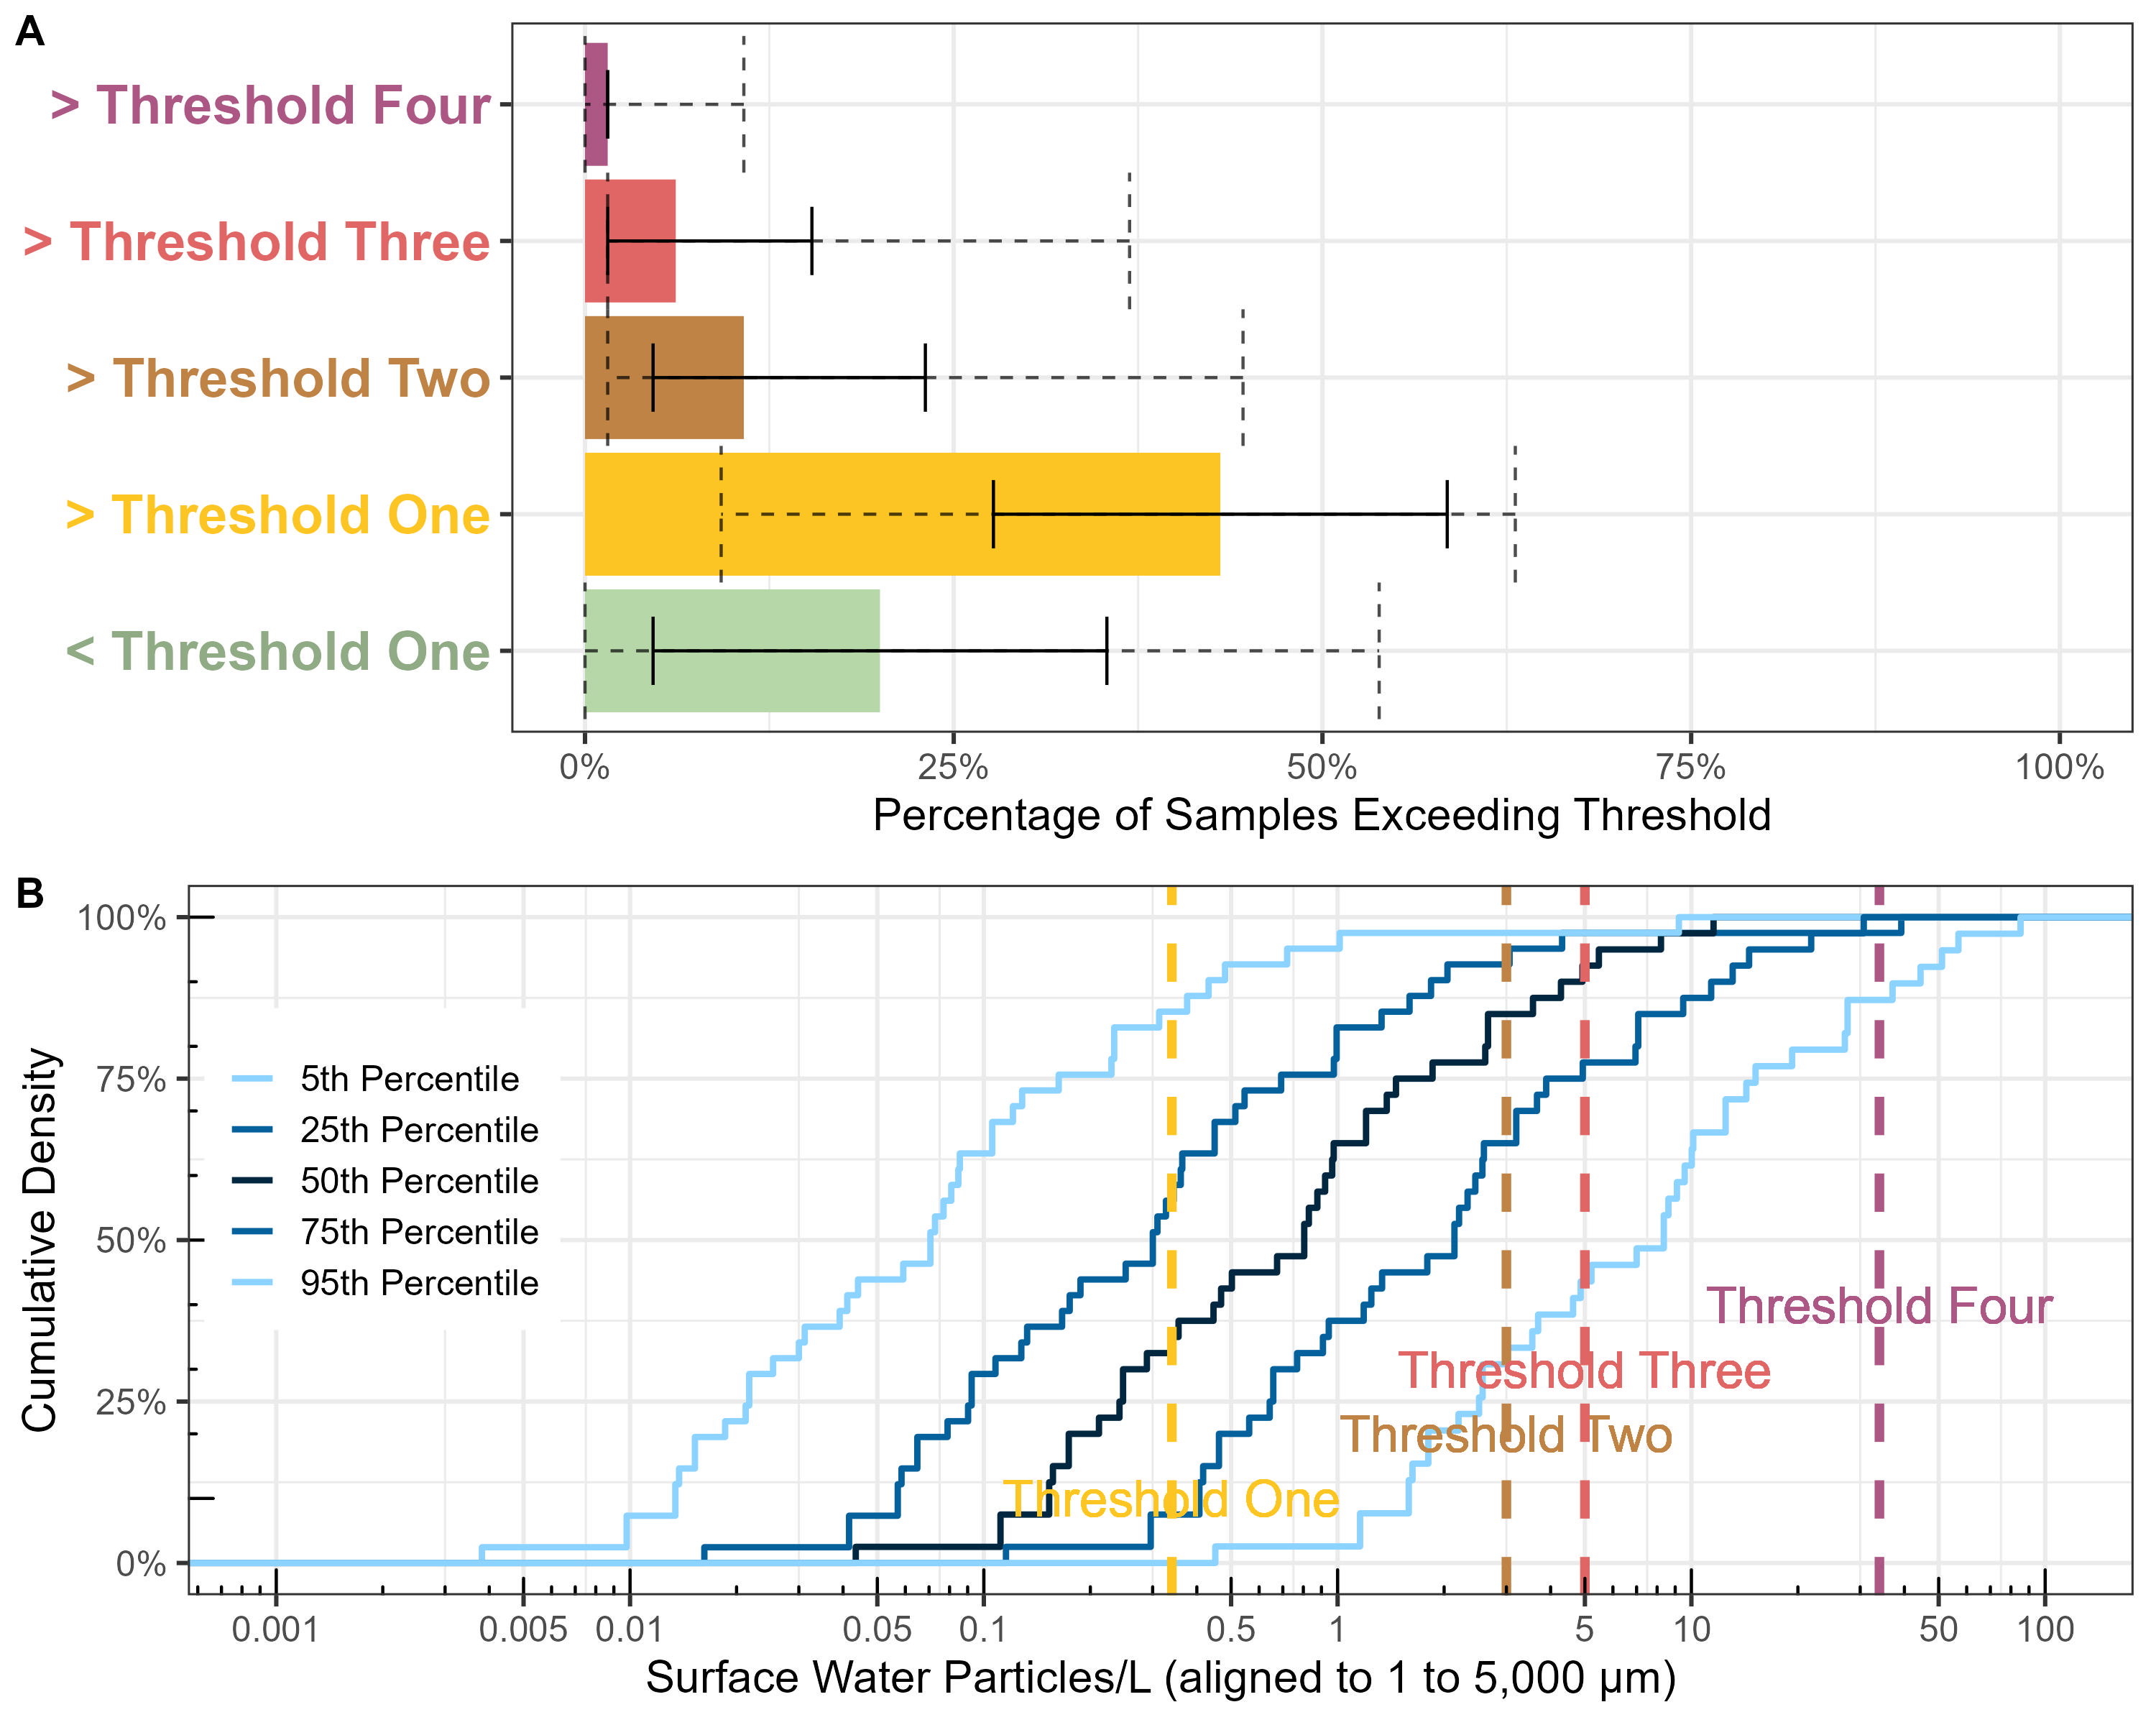 A
> Threshold Four
> Threshold Three
> Threshold Two
> Threshold One
< Threshold One
0% 25% 50% 75% 100%
Percentage of Samples Exceeding Threshold
B
100%
75%
50%
25%
0%
Cumulative Density
5th Percentile
25th Percentile
50th Percentile
75th Percentile
95th Percentile
Threshold Four
Threshold Three
Threshold Two
Threshold One
0.001 0.005 0.01 0.05 0.1 0.5 1 5 10 50 100
Surface Water Particles/L (aligned to 1 to 5,000 µm)